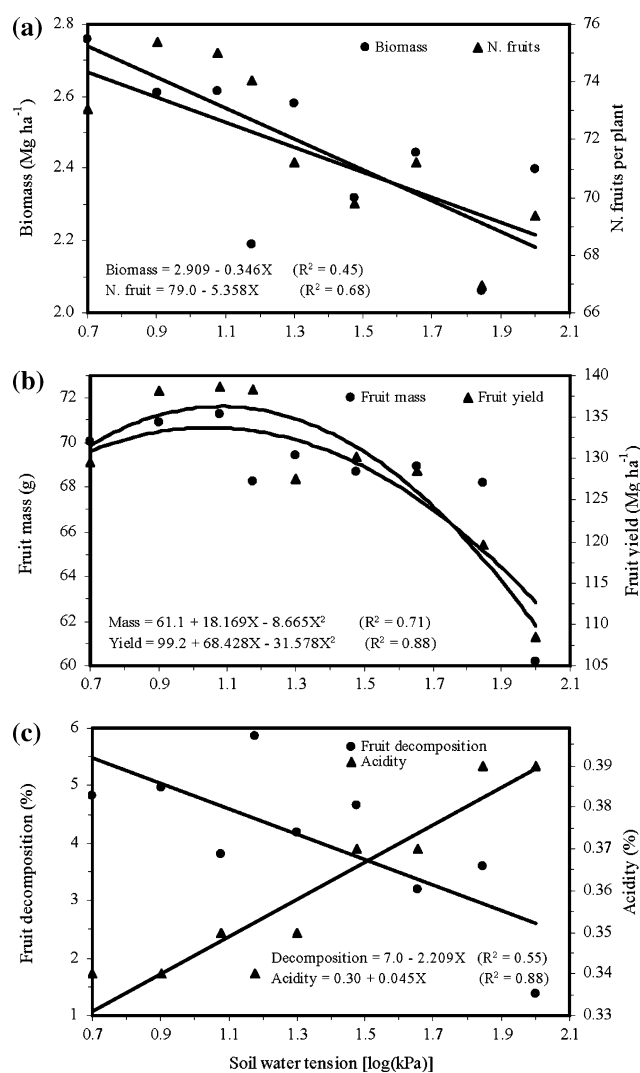 (a)
2.8
2.6
2.4
2.2
2.0
Biomass (Mg ha⁻¹)
Biomass
N. fruits
76
74
72
70
68
66
N. fruits per plant
Biomass = 2.909 - 0.346X (R² = 0.45)
N. fruit = 79.0 - 5.358X (R² = 0.68)
0.7 0.9 1.1 1.3 1.5 1.7 1.9 2.1
(b)
72
70
68
66
64
62
60
Fruit mass (g)
Fruit mass
Fruit yield
140
135
130
125
120
115
110
105
Fruit yield (Mg ha⁻¹)
Mass = 61.1 + 18.169X - 8.665X² (R² = 0.71)
Yield = 99.2 + 68.428X - 31.578X² (R² = 0.88)
0.7 0.9 1.1 1.3 1.5 1.7 1.9 2.1
(c)
6
5
4
3
2
1
Fruit decomposition (%)
Fruit decomposition
Acidity
0.39
0.38
0.37
0.36
0.35
0.34
0.33
Acidity (%)
Decomposition = 7.0 - 2.209X (R² = 0.55)
Acidity = 0.30 + 0.045X (R² = 0.88)
0.7 0.9 1.1 1.3 1.5 1.7 1.9 2.1
Soil water tension [log(kPa)]